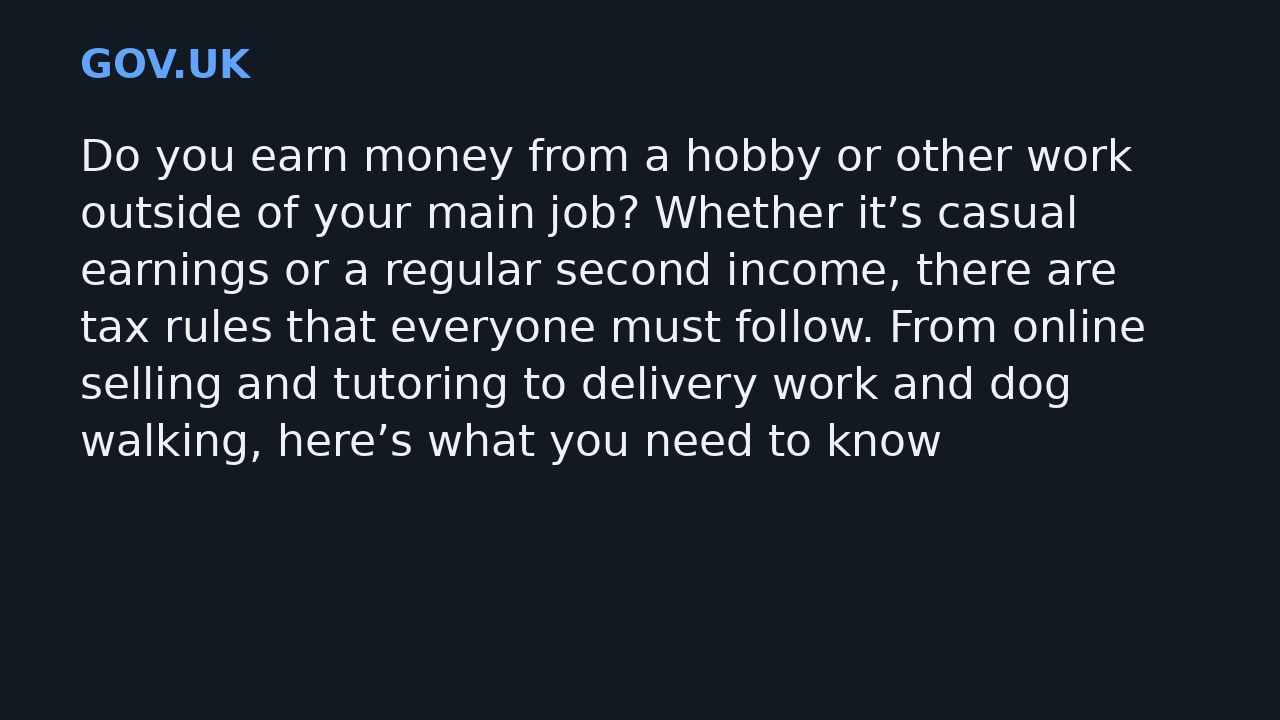 GOV.UK
Do you earn money from a hobby or other work
outside of your main job? Whether it’s casual
earnings or a regular second income, there are
tax rules that everyone must follow. From online
selling and tutoring to delivery work and dog
walking, here’s what you need to know